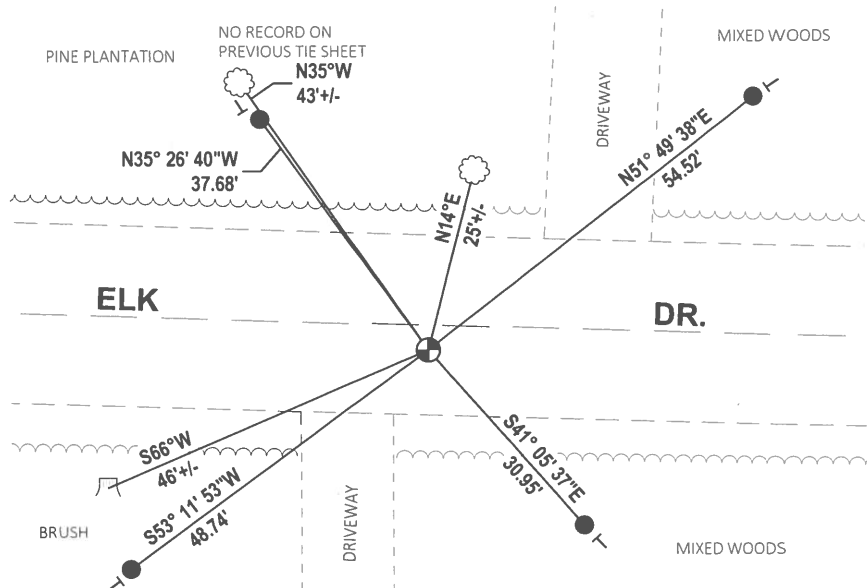 NO RECORD ON
PREVIOUS TIE SHEET
PINE PLANTATION
N35°W
43'+/-
MIXED WOODS
DRIVEWAY
N35° 26' 40"W
37.68'
N51° 49' 38"E
54.52'
N14°E
25'+/-
ELK
DR.
S66°W
46'+/-
S53° 11' 53"W
48.74'
S41° 05' 37"E
30.95'
BRUSH
DRIVEWAY
MIXED WOODS